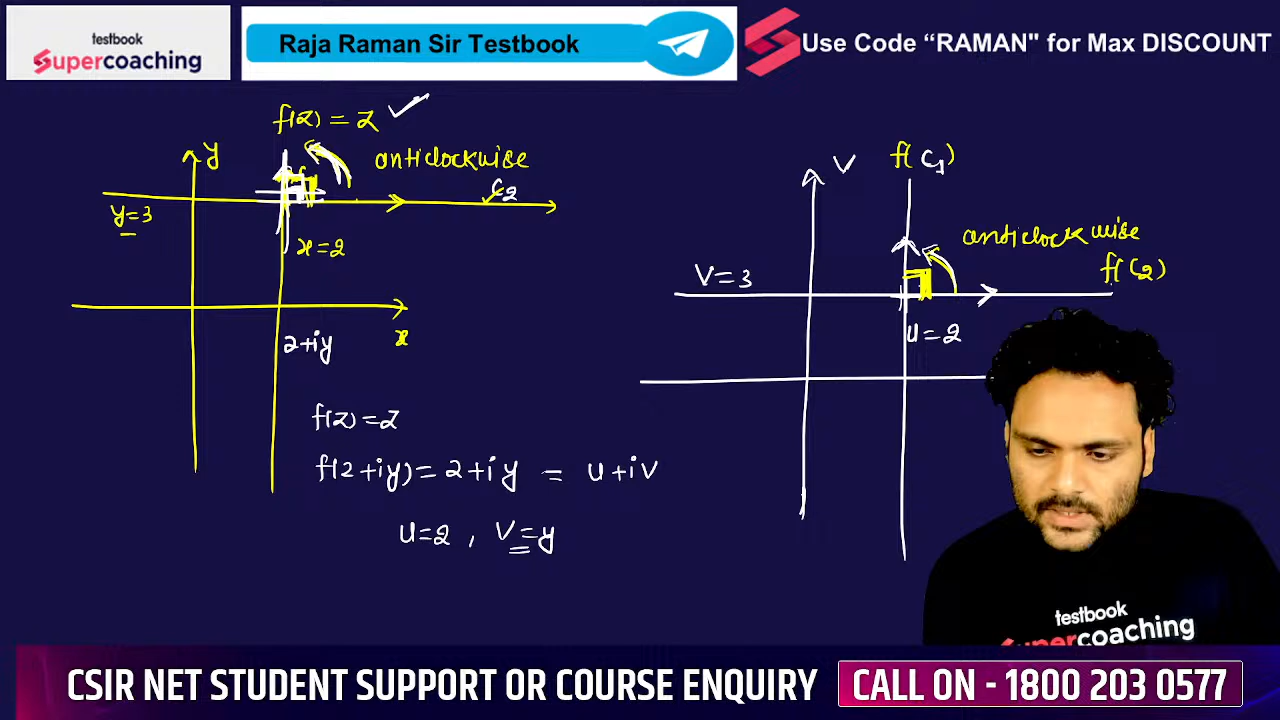 testbook
Supercoaching
Raja Raman Sir Testbook
Use Code “RAMAN" for Max DISCOUNT
f(z) = z
y
anticlockwise
C2
y=3
x=2
x
2+iy
f(z)=z
f(2+iy)= 2+iy = u+iv
u=2 , v=y
v
f(C1)
anticlockwise
f(C2)
V=3
u=2
testbook
Supercoaching
CSIR NET STUDENT SUPPORT OR COURSE ENQUIRY
CALL ON - 1800 203 0577